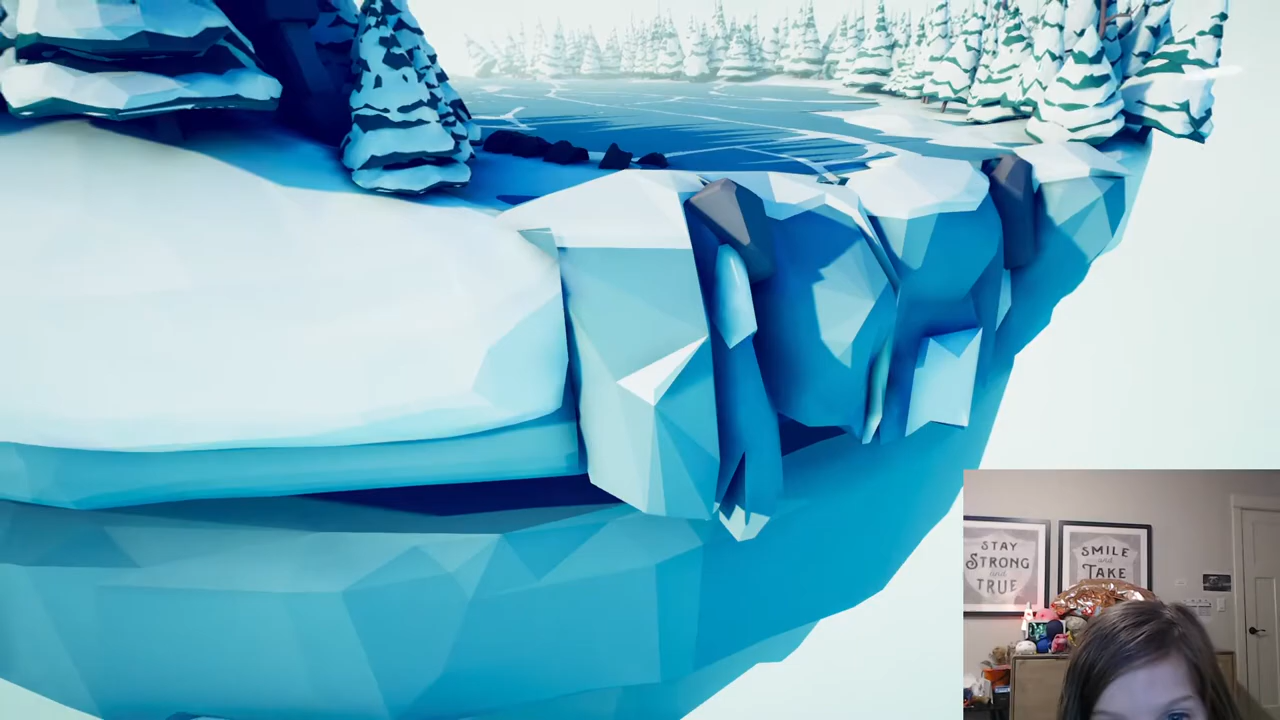 STAY
STRONG
and
TRUE
SMILE
and
TAKE